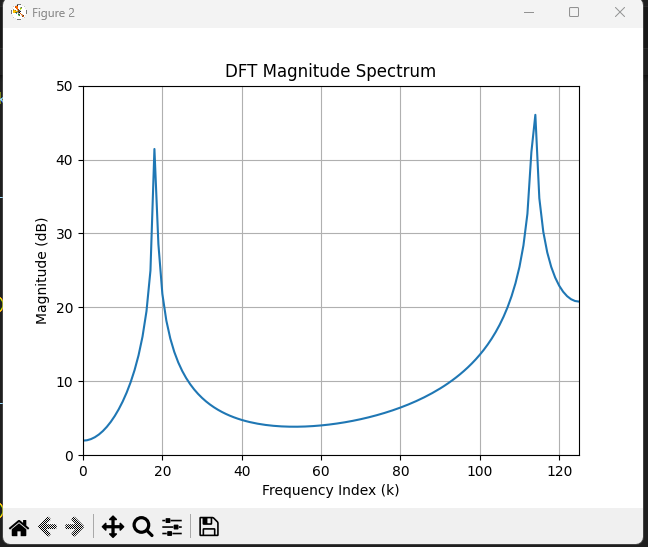 Figure 2
DFT Magnitude Spectrum
Magnitude (dB)
50
40
30
20
10
0
0 20 40 60 80 100 120
Frequency Index (k)